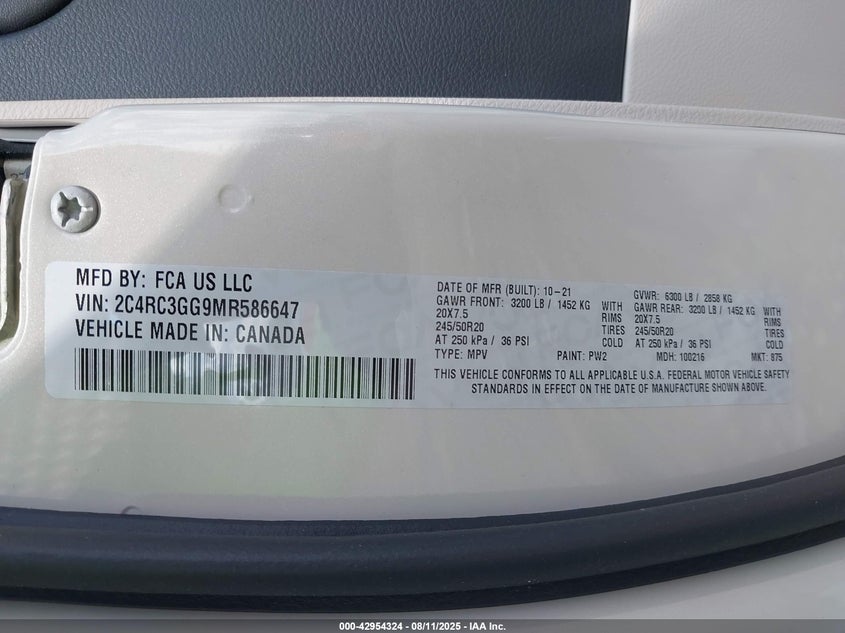 MFD BY: FCA US LLC
VIN: 2C4RC3GG9MR586647
VEHICLE MADE IN: CANADA
DATE OF MFR (BUILT): 10-21 GVWR: 6300 LB / 2858 KG
GAWR FRONT: 3200 LB / 1452 KG WITH GAWR REAR: 3200 LB / 1452 KG WITH
20X7.5 RIMS 20X7.5 RIMS
245/50R20 TIRES 245/50R20 TIRES
AT 250 kPa / 36 PSI COLD AT 250 kPa / 36 PSI COLD
TYPE: MPV PAINT: PW2 MDH: 100216 MKT: 875
THIS VEHICLE CONFORMS TO ALL APPLICABLE U.S.A. FEDERAL MOTOR VEHICLE SAFETY
STANDARDS IN EFFECT ON THE DATE OF MANUFACTURE SHOWN ABOVE.
000-42954324 - 08/11/2025 - IAA Inc.